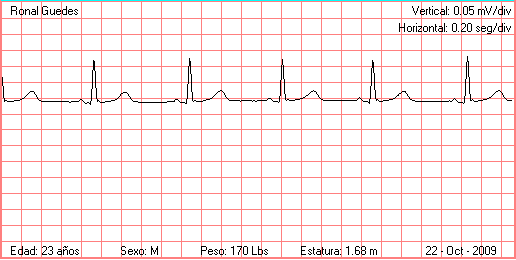 Ronal Guedes
Vertical: 0.05 mV/div
Horizontal: 0.20 seg/div
Edad: 23 años Sexo: M Peso: 170 Lbs Estatura: 1.68 m 22 - Oct - 2009